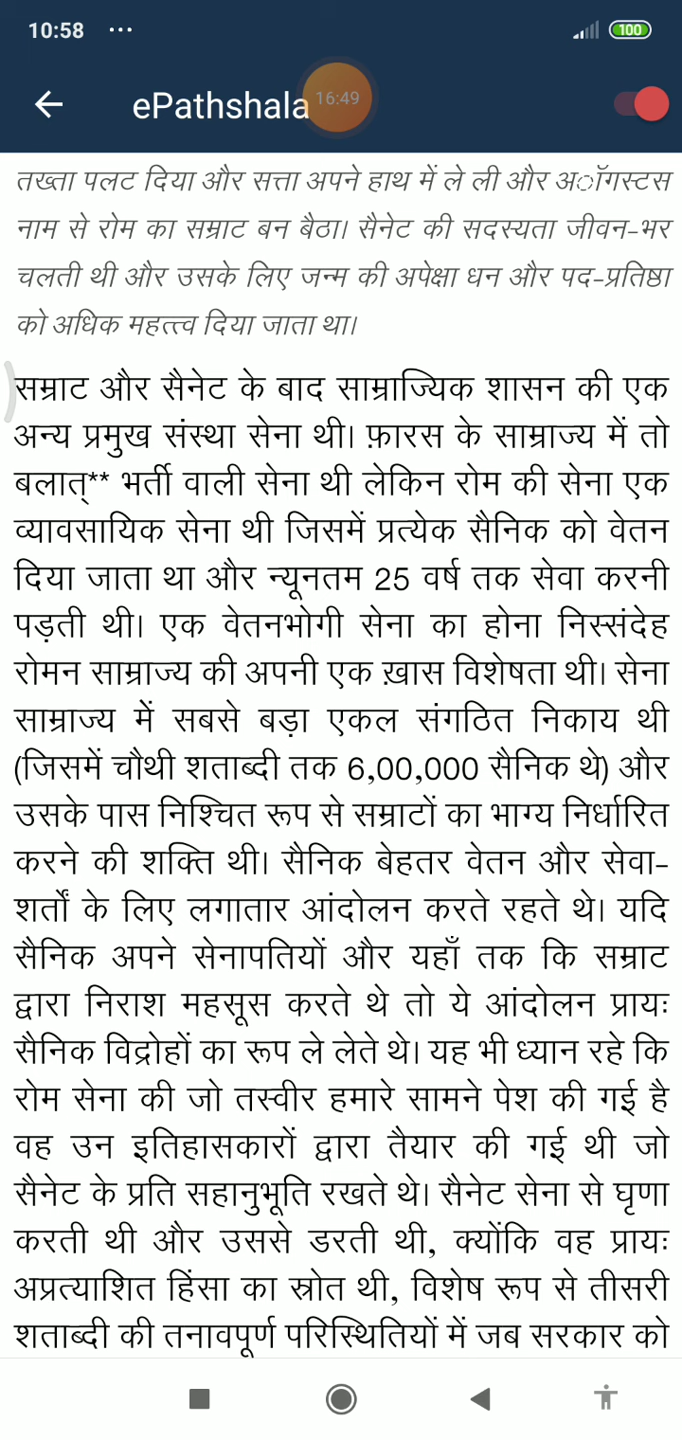 10:58 ...
100
ePathshala
16:49
तख्ता पलट दिया और सत्ता अपने हाथ में ले ली और अॉगस्टस
नाम से रोम का सम्राट बन बैठा। सैनेट की सदस्यता जीवन-भर
चलती थी और उसके लिए जन्म की अपेक्षा धन और पद-प्रतिष्ठा
को अधिक महत्त्व दिया जाता था।
सम्राट और सैनेट के बाद साम्राज्यिक शासन की एक
अन्य प्रमुख संस्था सेना थी। फ़ारस के साम्राज्य में तो
बलात्** भर्ती वाली सेना थी लेकिन रोम की सेना एक
व्यावसायिक सेना थी जिसमें प्रत्येक सैनिक को वेतन
दिया जाता था और न्यूनतम 25 वर्ष तक सेवा करनी
पड़ती थी। एक वेतनभोगी सेना का होना निस्संदेह
रोमन साम्राज्य की अपनी एक ख़ास विशेषता थी। सेना
साम्राज्य में सबसे बड़ा एकल संगठित निकाय थी
(जिसमें चौथी शताब्दी तक 6,00,000 सैनिक थे) और
उसके पास निश्चित रूप से सम्राटों का भाग्य निर्धारित
करने की शक्ति थी। सैनिक बेहतर वेतन और सेवा-
शर्तों के लिए लगातार आंदोलन करते रहते थे। यदि
सैनिक अपने सेनापतियों और यहाँ तक कि सम्राट
द्वारा निराश महसूस करते थे तो ये आंदोलन प्रायः
सैनिक विद्रोहों का रूप ले लेते थे। यह भी ध्यान रहे कि
रोम सेना की जो तस्वीर हमारे सामने पेश की गई है
वह उन इतिहासकारों द्वारा तैयार की गई थी जो
सैनेट के प्रति सहानुभूति रखते थे। सैनेट सेना से घृणा
करती थी और उससे डरती थी, क्योंकि वह प्रायः
अप्रत्याशित हिंसा का स्रोत थी, विशेष रूप से तीसरी
शताब्दी की तनावपूर्ण परिस्थितियों में जब सरकार को